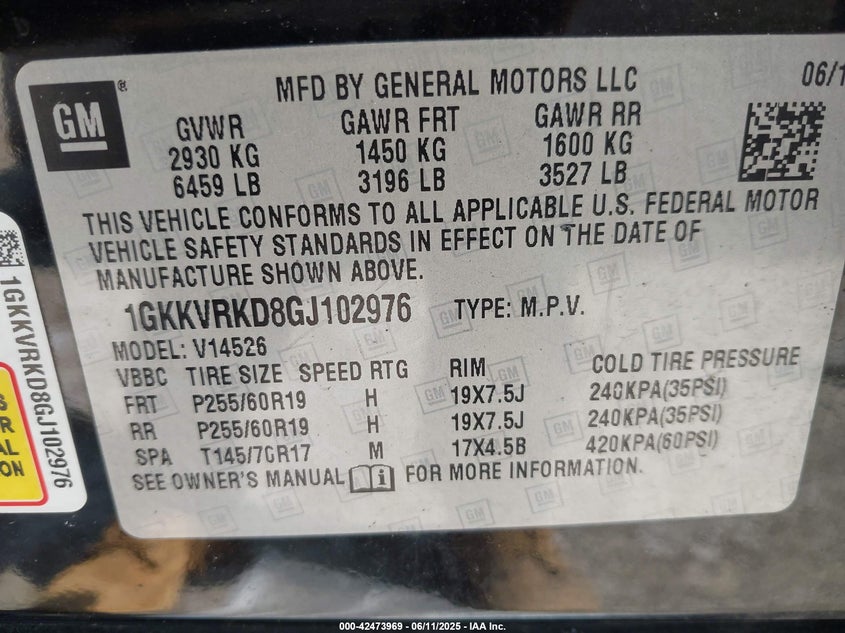 GM
®
MFD BY GENERAL MOTORS LLC
06/1
GVWR GAWR FRT GAWR RR
2930 KG 1450 KG 1600 KG
6459 LB 3196 LB 3527 LB
THIS VEHICLE CONFORMS TO ALL APPLICABLE U.S. FEDERAL MOTOR
VEHICLE SAFETY STANDARDS IN EFFECT ON THE DATE OF
MANUFACTURE SHOWN ABOVE.
1GKKVRKD8GJ102976 TYPE: M.P.V.
MODEL: V14526
VBBC TIRE SIZE SPEED RTG RIM COLD TIRE PRESSURE
FRT P255/60R19 H 19X7.5J 240KPA(35PSI)
RR P255/60R19 H 19X7.5J 240KPA(35PSI)
SPA T145/70R17 M 17X4.5B 420KPA(60PSI)
SEE OWNER'S MANUAL i FOR MORE INFORMATION.
1GKKVRKD8GJ102976
S
R
AL
ON
000-42473969 - 06/11/2025 - IAA Inc.